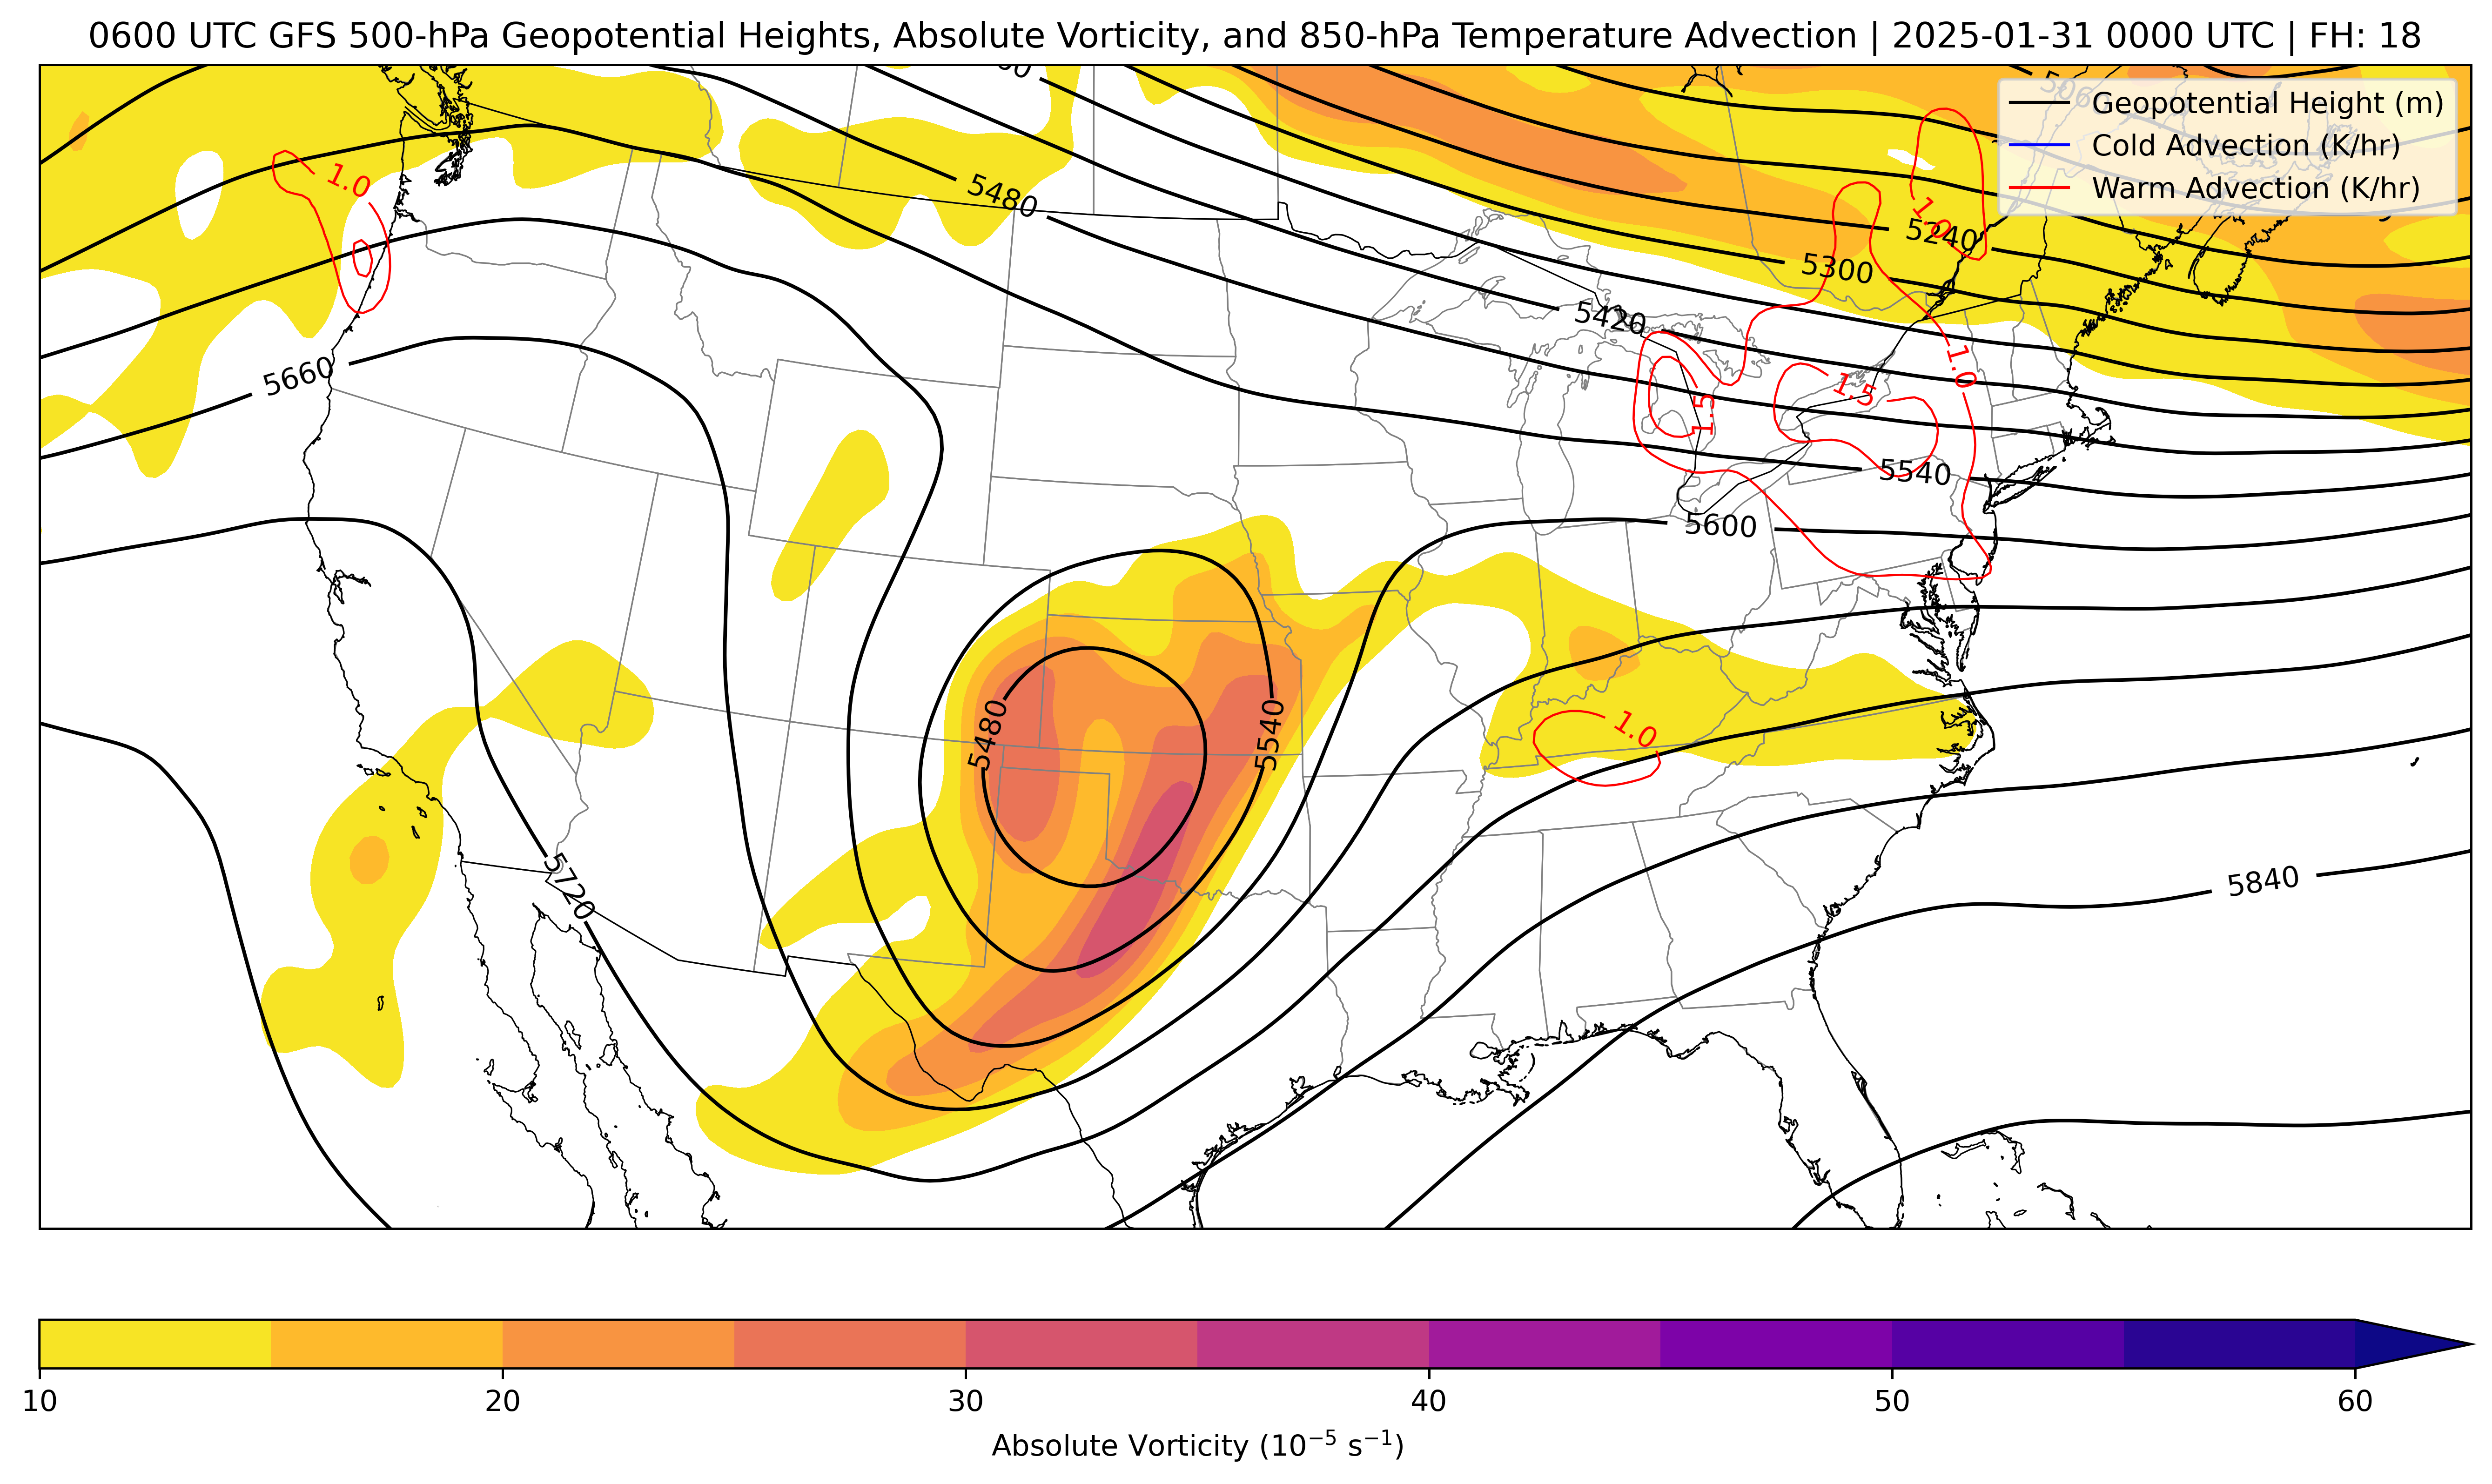 0600 UTC GFS 500-hPa Geopotential Heights, Absolute Vorticity, and 850-hPa Temperature Advection | 2025-01-31 0000 UTC | FH: 18
Geopotential Height (m)
Cold Advection (K/hr)
Warm Advection (K/hr)
1.0
5480
1.0
5240
5300
5420
5660
1.0
1.5
1.5
5540
5600
5480
5540
1.0
5720
5840
10 20 30 40 50 60
Absolute Vorticity (10⁻⁵ s⁻¹)